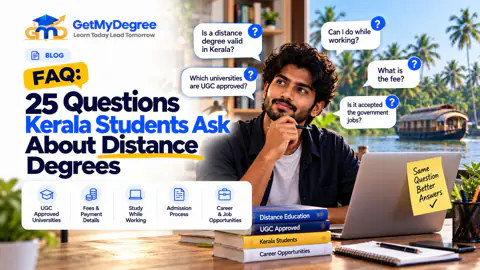 GetMyDegree
Learn Today Lead Tomorrow
BLOG
FAQ:
25 Questions
Kerala Students Ask
About Distance
Degrees
UGC
Approved
Universities
Fees &
Payment
Details
Study
While
Working
Admission
Process
Career
& Job
Opportunities
Is a distance
degree valid
in Kerala?
?
Can I do while
working?
?
Which universities
are UGC approved?
?
What is
the fee?
?
Is it accepted
the government
jobs?
?
Distance Education
UGC Approved
Kerala Students
Career Opportunities
Same
Question
Better
Answers